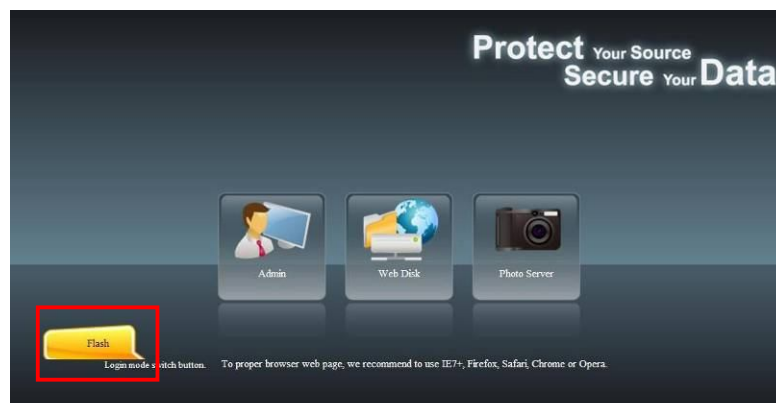 Protect Your Source
Secure Your Data
Admin
Web Disk
Photo Server
Flash
Login mode switch button.
To proper browser web page, we recommend to use IE7+, Firefox, Safari, Chrome or Opera.